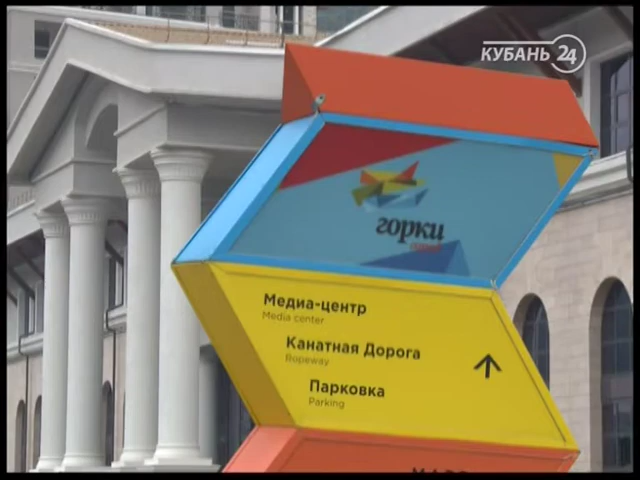 КУБАНЬ 24
горки
Медиа-центр
Media center
Канатная Дорога
Ropeway
Парковка
Parking